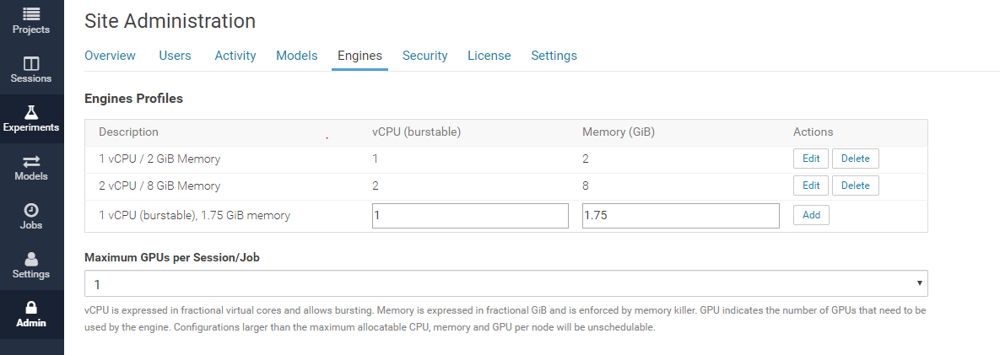 Projects
Sessions
Experiments
Models
Jobs
Settings
Admin
Site Administration
Overview Users Activity Models Engines Security License Settings
Engines Profiles
Description vCPU (burstable) Memory (GiB) Actions
1 vCPU / 2 GiB Memory 1 2 Edit Delete
2 vCPU / 8 GiB Memory 2 8 Edit Delete
1 vCPU (burstable), 1.75 GiB memory 1 1.75 Add
Maximum GPUs per Session/Job
1
vCPU is expressed in fractional virtual cores and allows bursting. Memory is expressed in fractional GiB and is enforced by memory killer. GPU indicates the number of GPUs that need to be
used by the engine. Configurations larger than the maximum allocatable CPU, memory and GPU per node will be unschedulable.